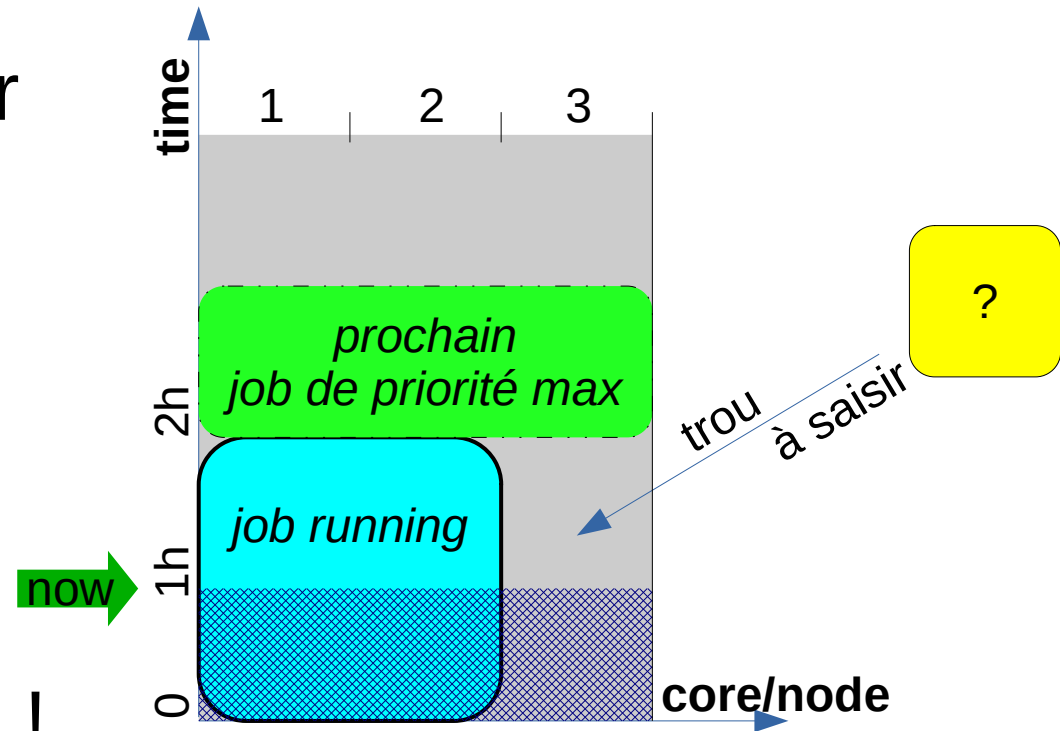 r
time
1 2 3
?
prochain
job de priorité max
2h
trou
à saisir
job running
1h
now
0
core/node
!